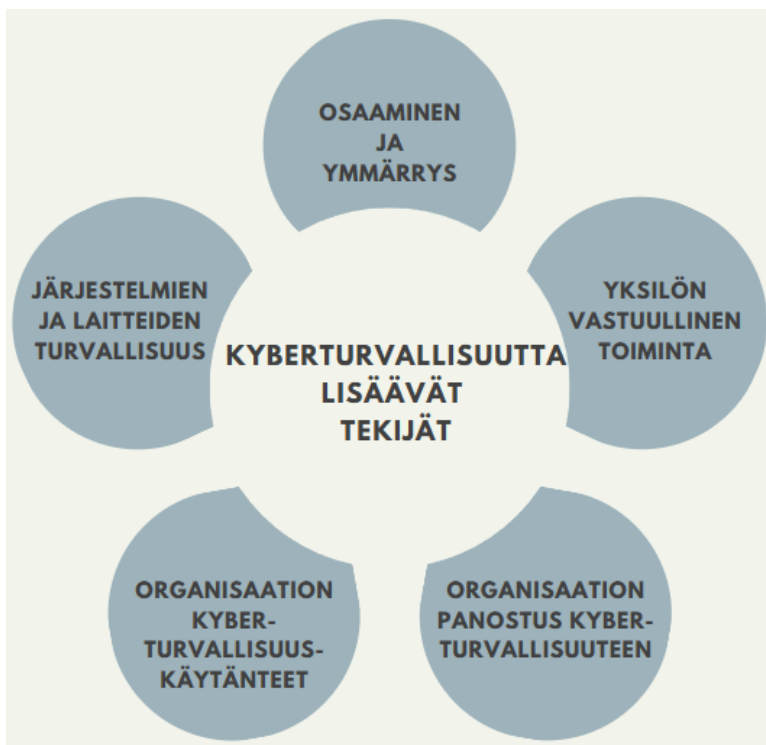 OSAAMINEN
JA
YMMÄRRYS
JÄRJESTELMIEN
JA LAITTEIDEN
TURVALLISUUS
YKSILÖN
VASTUULLINEN
TOIMINTA
KYBERTURVALLISUUTTA
LISÄÄVÄT
TEKIJÄT
ORGANISAATION
KYBER-
TURVALLISUUS-
KÄYTÄNTEET
ORGANISAATION
PANOSTUS KYBER-
TURVALLISUUTEEN